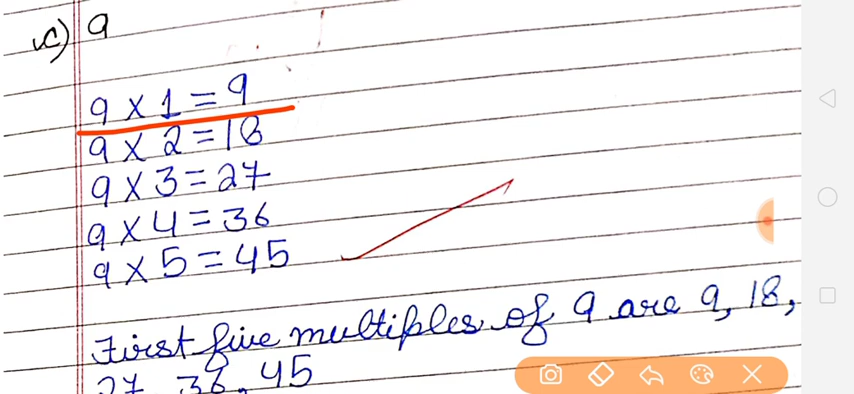 c) 9
9 × 1 = 9
9 × 2 = 18
9 × 3 = 27
9 × 4 = 36
9 × 5 = 45
First five multiples of 9 are 9, 18,
27, 36, 45